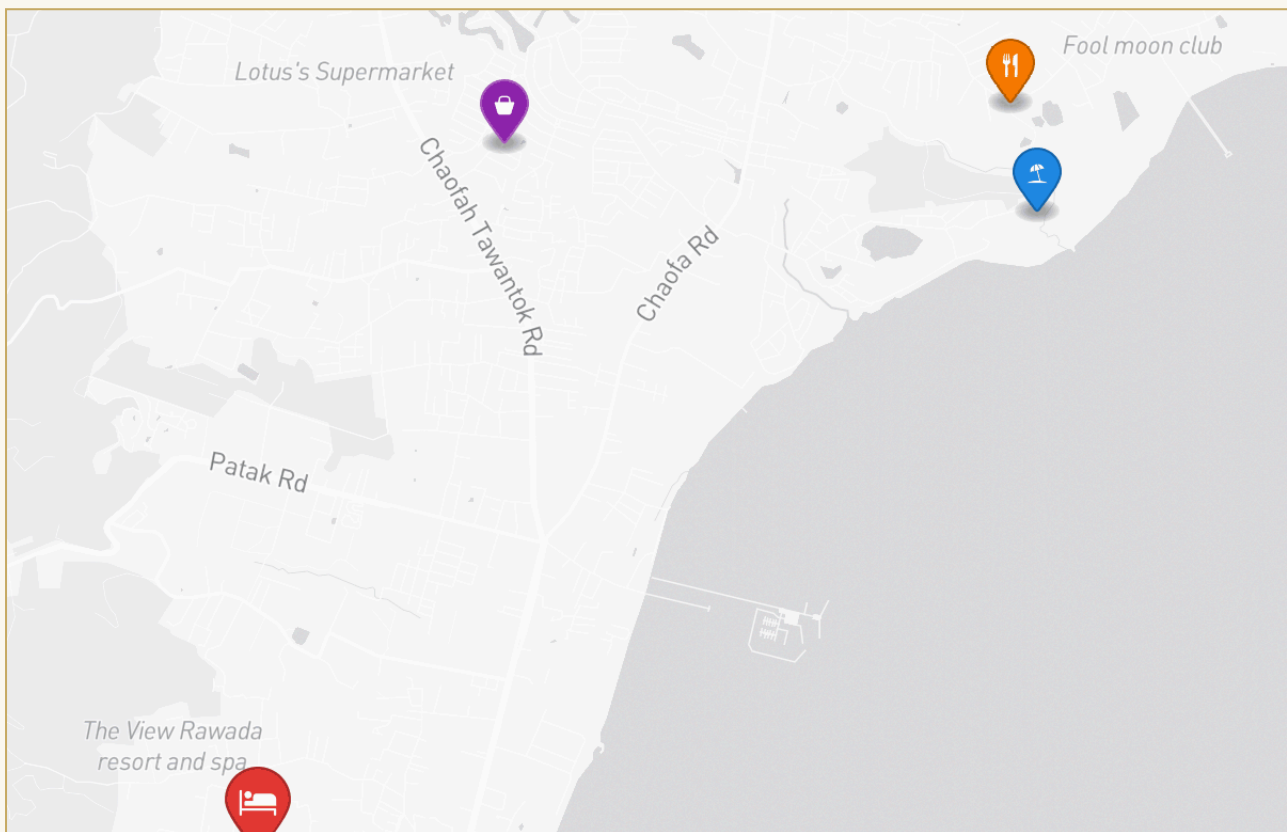 Fool moon club
Lotus's Supermarket
Chaofah Tawantok Rd
Chaofa Rd
Patak Rd
The View Rawada
resort and spa